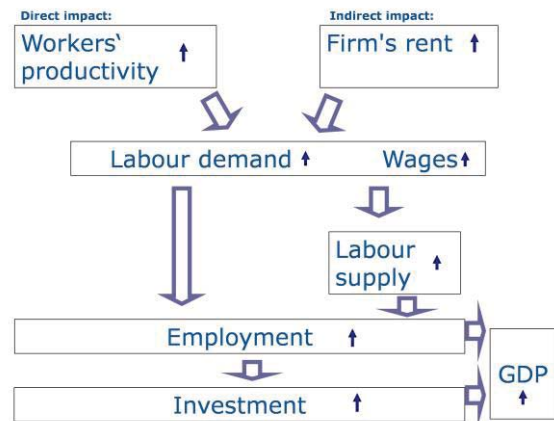 Direct impact:
Indirect impact:
Workers‘
productivity
Firm's rent
Labour demand
Wages
Labour
supply
Employment
GDP
Investment